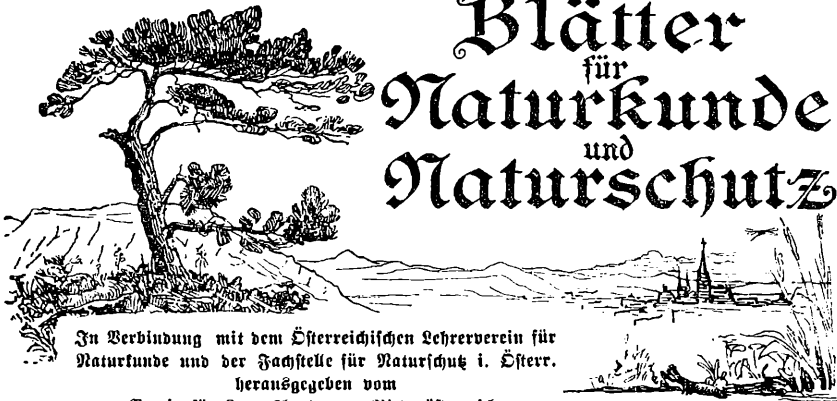 Blätter
für
Naturkunde
und
Naturschutz
In Verbindung mit dem Österreichischen Lehrerverein für
Naturkunde und der Fachstelle für Naturschutz i. Österr.
herausgegeben vom